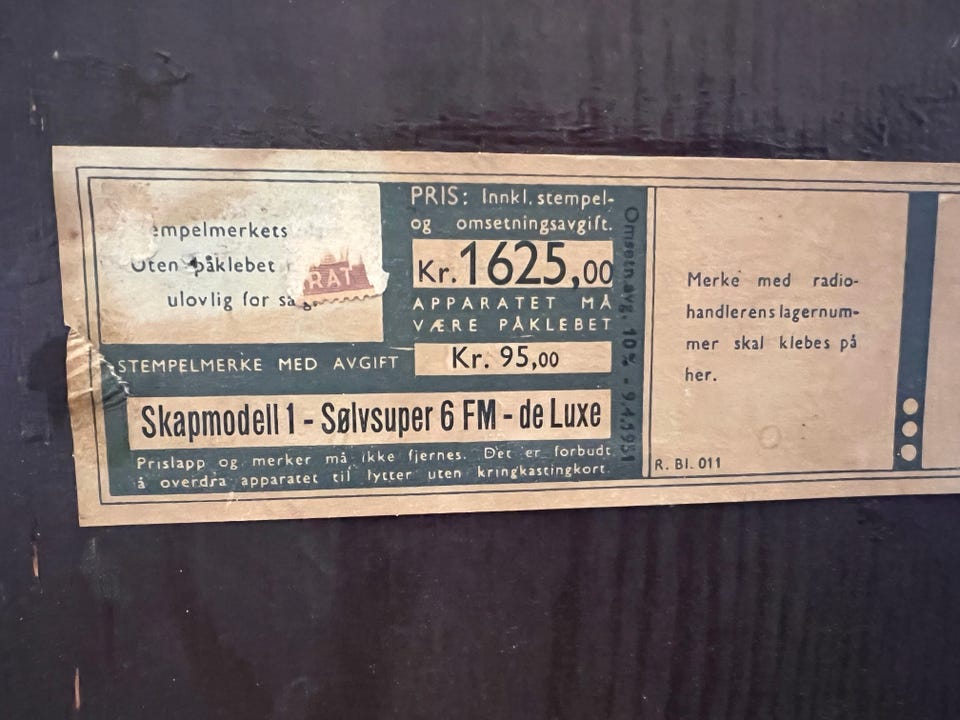 empelmerkets
Uten påklebet
RAT
ulovlig for
STEMPELMERKE MED AVGIFT
PRIS: Innkl. stempel-
og omsetningsavgift.
Kr. 1625,00
APPARATET MÅ
VÆRE PÅKLEBET
Kr. 95,00
Skapmodell 1 - Sølvsuper 6 FM - de Luxe
Prislapp og merker må ikke fjernes. Det er forbudt
å overdra apparatet til lytter uten kringkastingkort.
Omsetn.avg. 10% - 9.4.1951
Merke med radio-
handlerens lagernum-
mer skal klebes på
her.
R. Bl. 011